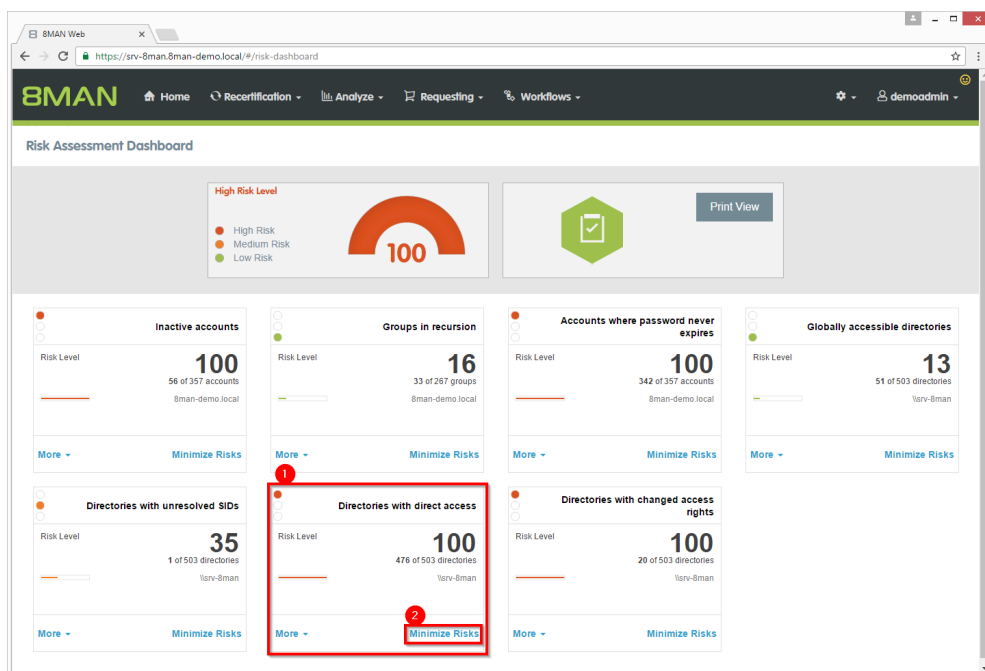 8MAN Web
https://srv-8man.8man-demo.local/#/risk-dashboard
8MAN Home Recertification Analyze Requesting Workflows demoadmin
Risk Assessment Dashboard
High Risk Level
High Risk
Medium Risk
Low Risk
100
Print View
Inactive accounts
Risk Level
100
56 of 357 accounts
8man-demo.local
More
Minimize Risks
Groups in recursion
Risk Level
16
33 of 267 groups
8man-demo.local
More
Minimize Risks
Accounts where password never
expires
Risk Level
100
342 of 357 accounts
8man-demo.local
More
Minimize Risks
Globally accessible directories
Risk Level
13
51 of 503 directories
\\srv-8man
More
Minimize Risks
Directories with unresolved SIDs
Risk Level
35
1 of 503 directories
\\srv-8man
More
Minimize Risks
1
Directories with direct access
Risk Level
100
476 of 503 directories
\\srv-8man
2
More
Minimize Risks
Directories with changed access
rights
Risk Level
100
20 of 503 directories
\\srv-8man
More
Minimize Risks